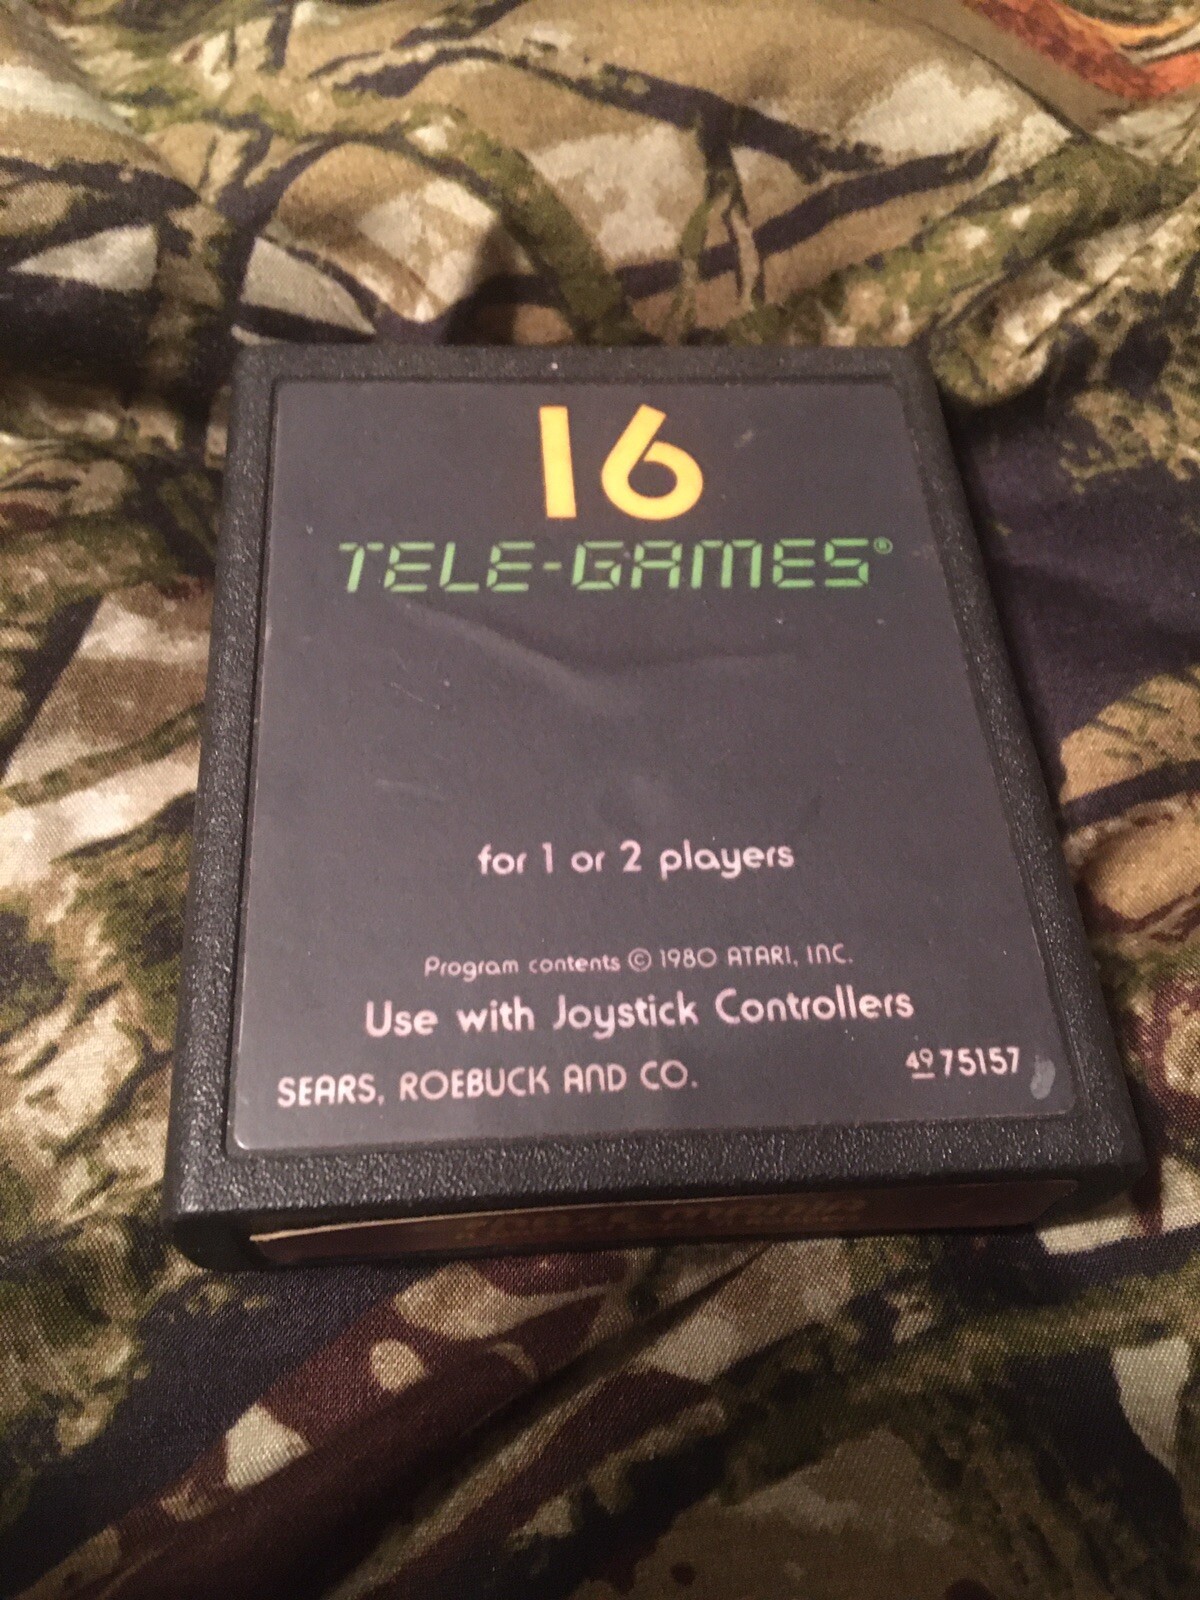 16
TELE-GAMES®
for 1 or 2 players
Program contents © 1980 ATARI, INC.
Use with Joystick Controllers
SEARS, ROEBUCK AND CO.
49 75157